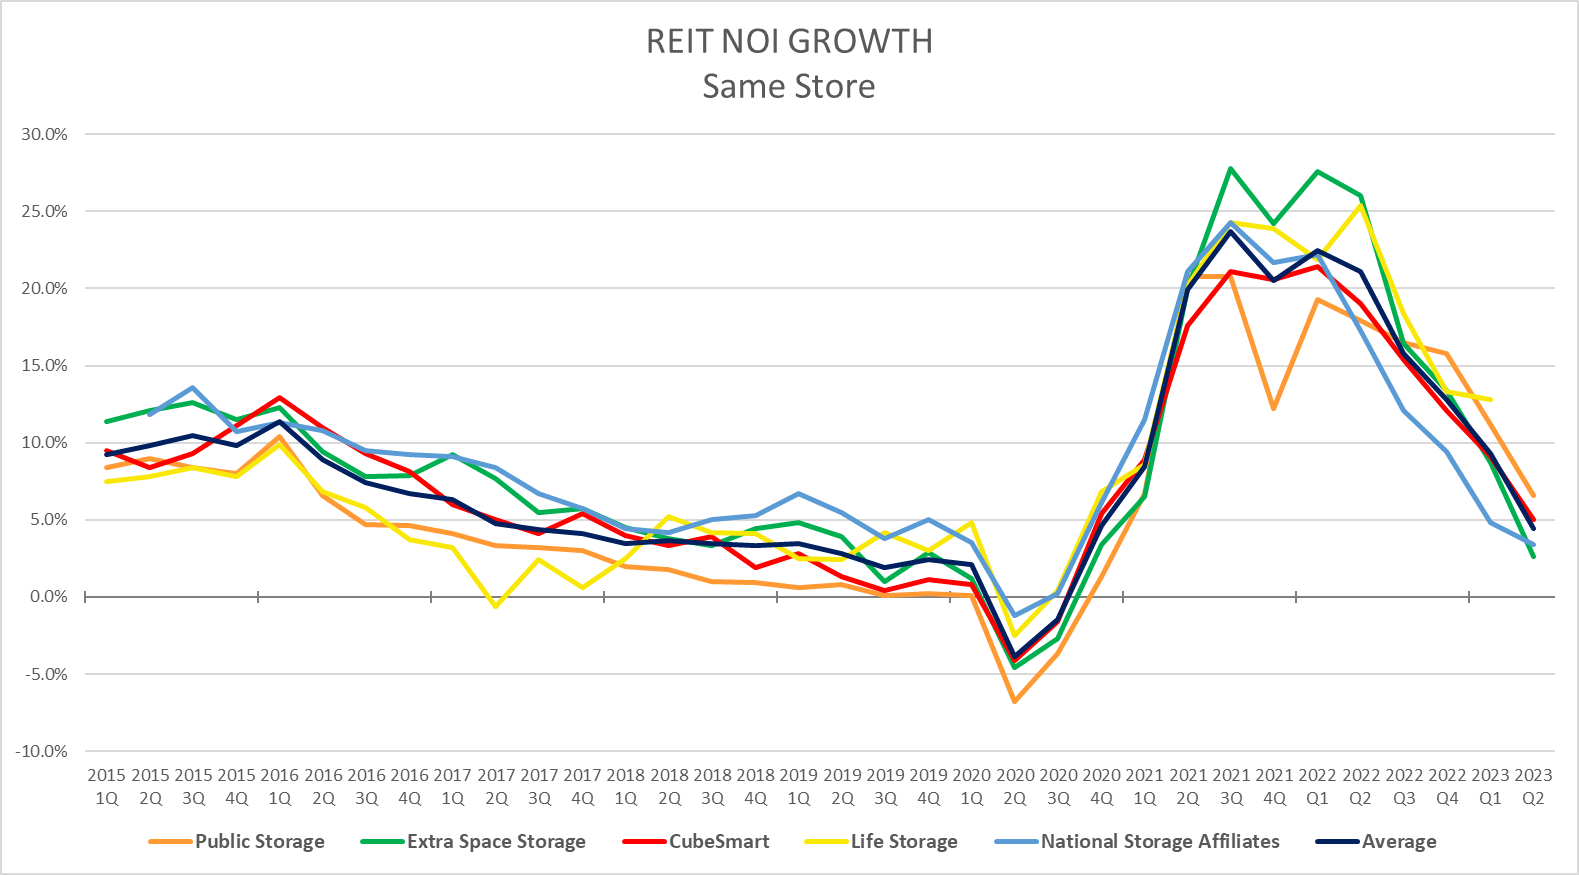 REIT NOI GROWTH
Same Store
30.0%
25.0%
20.0%
15.0%
10.0%
5.0%
0.0%
-5.0%
-10.0%
2015 2015 2015 2015 2016 2016 2016 2016 2017 2017 2017 2017 2018 2018 2018 2018 2019 2019 2019 2019 2020 2020 2020 2020 2021 2021 2021 2021 2022 2022 2022 2022 2023 2023
1Q 2Q 3Q 4Q 1Q 2Q 3Q 4Q 1Q 2Q 3Q 4Q 1Q 2Q 3Q 4Q 1Q 2Q 3Q 4Q 1Q 2Q 3Q 4Q 1Q 2Q 3Q 4Q Q1 Q2 Q3 Q4 Q1 Q2
Public Storage Extra Space Storage CubeSmart Life Storage National Storage Affiliates Average